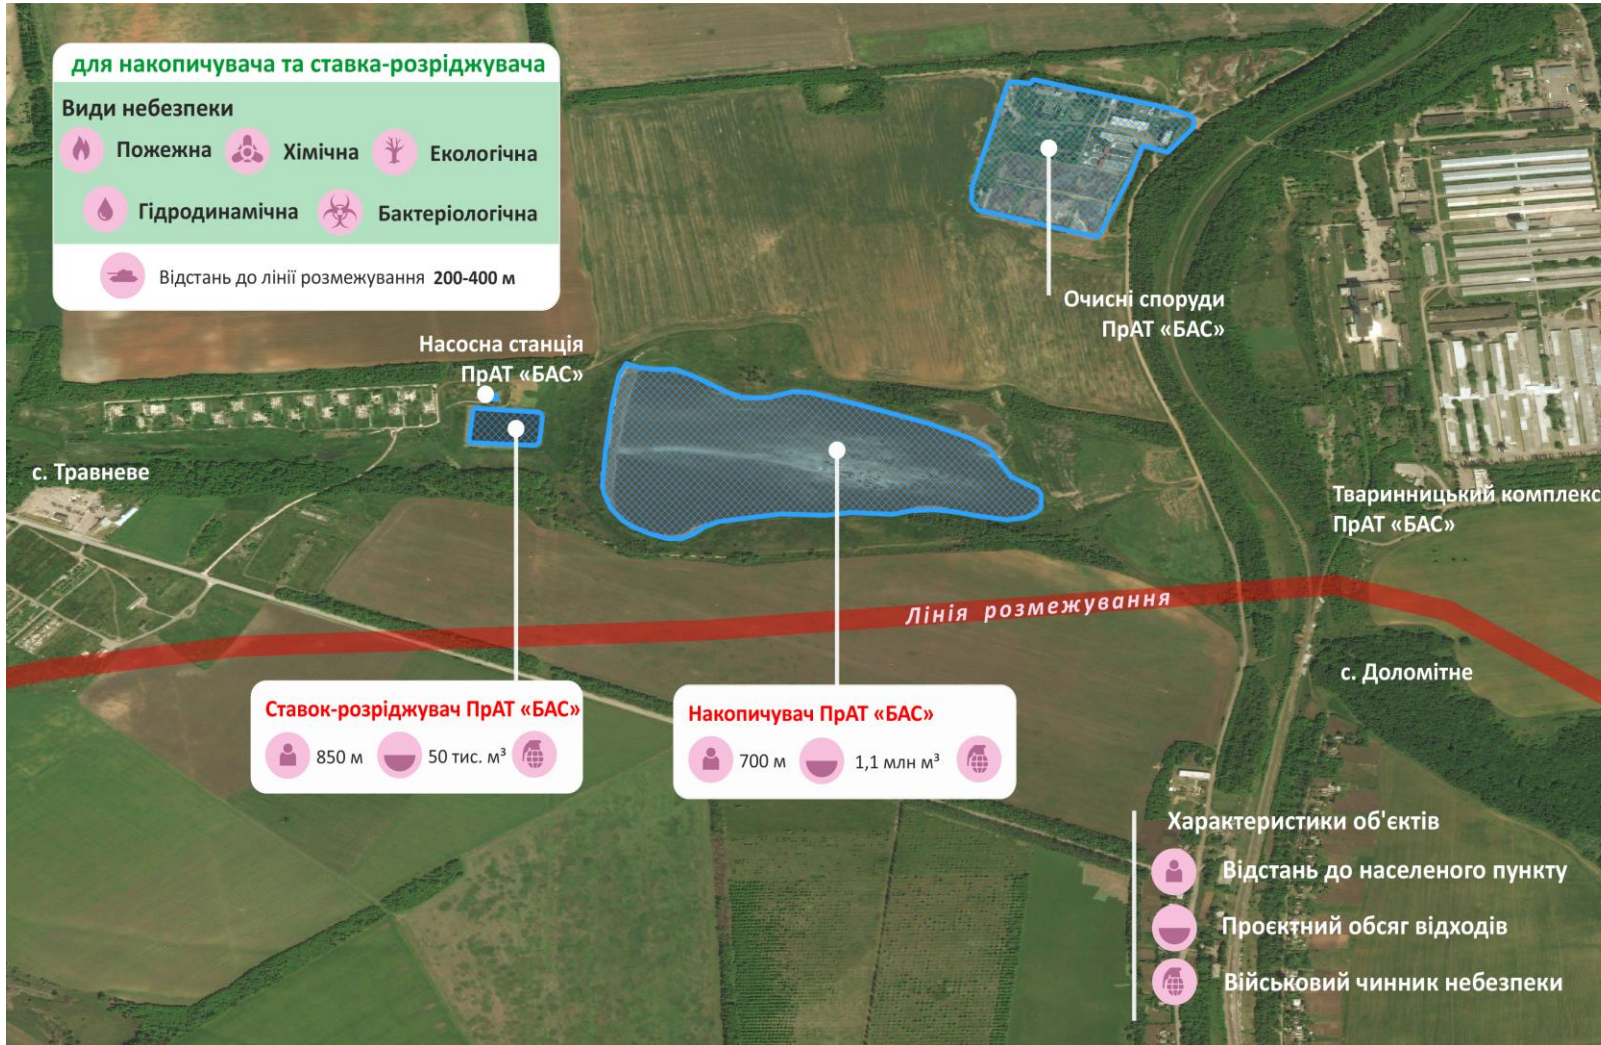 для накопичувача та ставка-розріджувача
Види небезпеки
Пожежна
Хімічна
Екологічна
Гідродинамічна
Бактеріологічна
Відстань до лінії розмежування 200-400 м
Очисні споруди
ПрАТ «БАС»
Насосна станція
ПрАТ «БАС»
с. Травневе
Тваринницький комплекс
ПрАТ «БАС»
Лінія розмежування
с. Доломітне
Ставок-розріджувач ПрАТ «БАС»
850 м
50 тис. м³
Накопичувач ПрАТ «БАС»
700 м
1,1 млн м³
Характеристики об'єктів
Відстань до населеного пункту
Проєктний обсяг відходів
Військовий чинник небезпеки